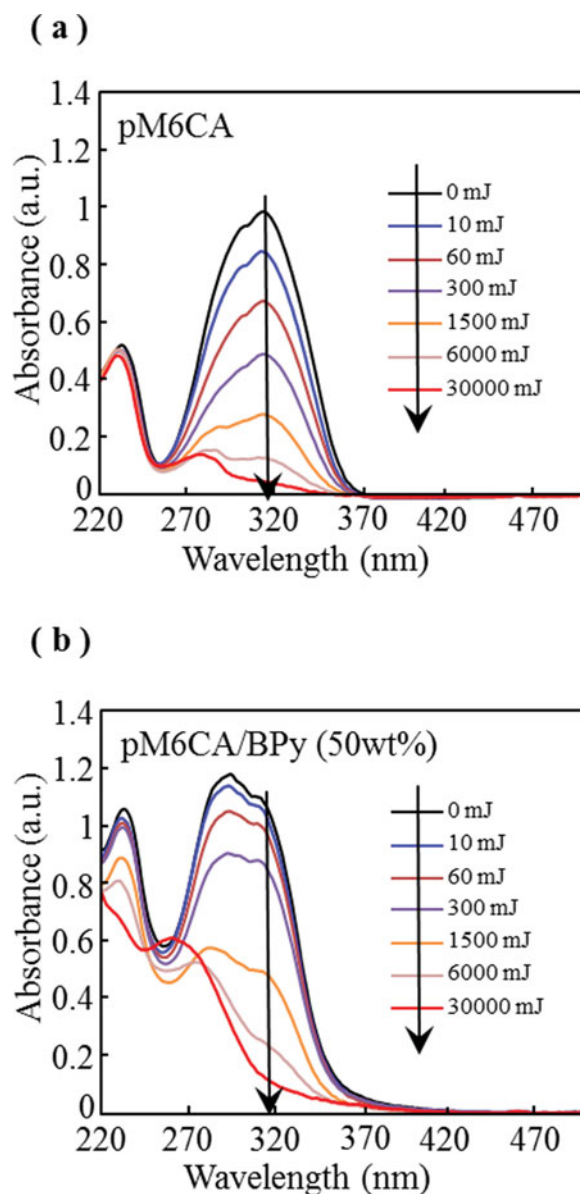 ( a )
1.4
pM6CA
1.2
1
0.8
0.6
0.4
0.2
0
Absorbance (a.u.)
0 mJ
10 mJ
60 mJ
300 mJ
1500 mJ
6000 mJ
30000 mJ
220 270 320 370 420 470
Wavelength (nm)
( b )
1.4
pM6CA/BPy (50wt%)
1.2
1
0.8
0.6
0.4
0.2
0
Absorbance (a.u.)
0 mJ
10 mJ
60 mJ
300 mJ
1500 mJ
6000 mJ
30000 mJ
220 270 320 370 420 470
Wavelength (nm)